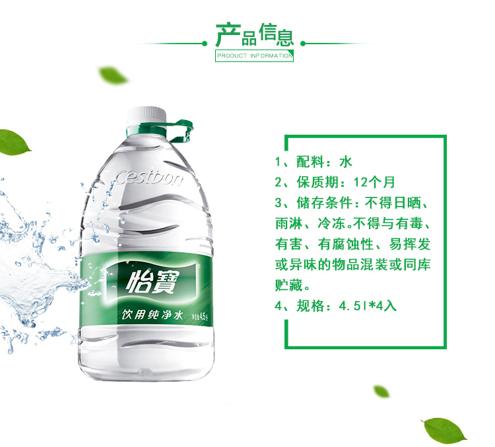 产品信息
PRODUCT INFORMATION
cestbon
怡寶
饮用纯净水
1、配料：水
2、保质期：12个月
3、储存条件：不得日晒、
雨淋、冷冻。不得与有毒、
有害、有腐蚀性、易挥发
或异味的物品混装或同库
贮藏。
4、规格：4.5l*4入